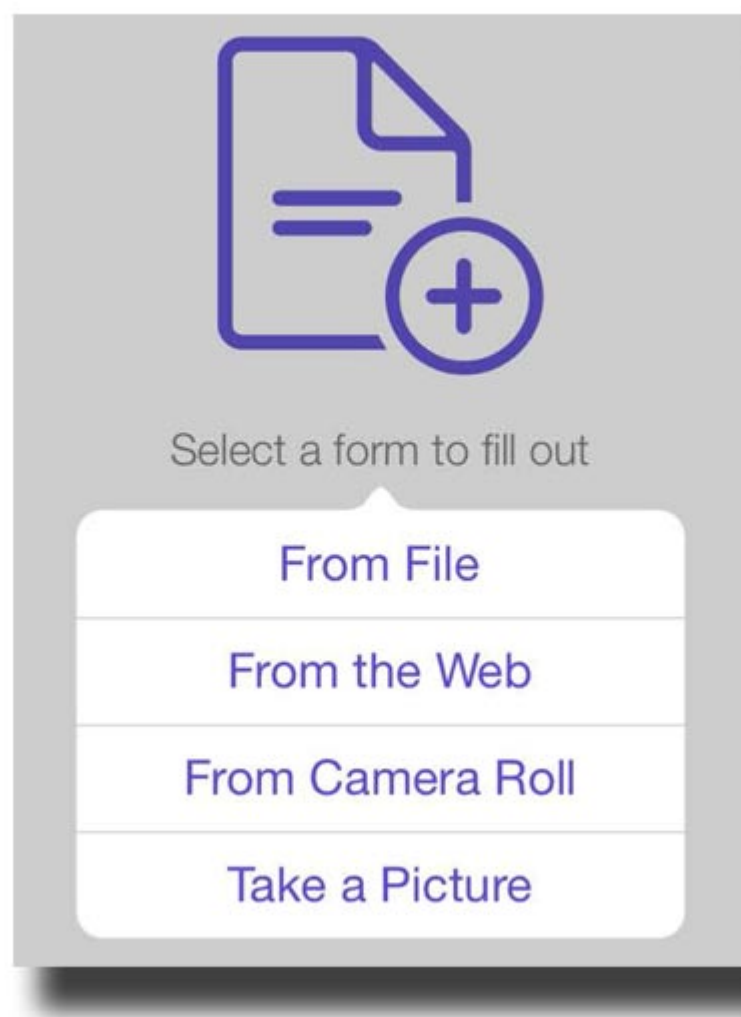 Select a form to fill out
From File
From the Web
From Camera Roll
Take a Picture